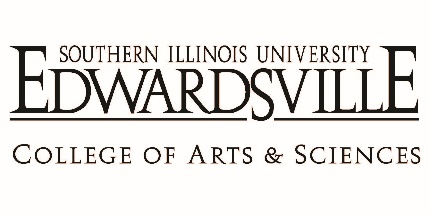 SOUTHERN ILLINOIS UNIVERSITY
EDWARDSVILLE
COLLEGE OF ARTS & SCIENCES